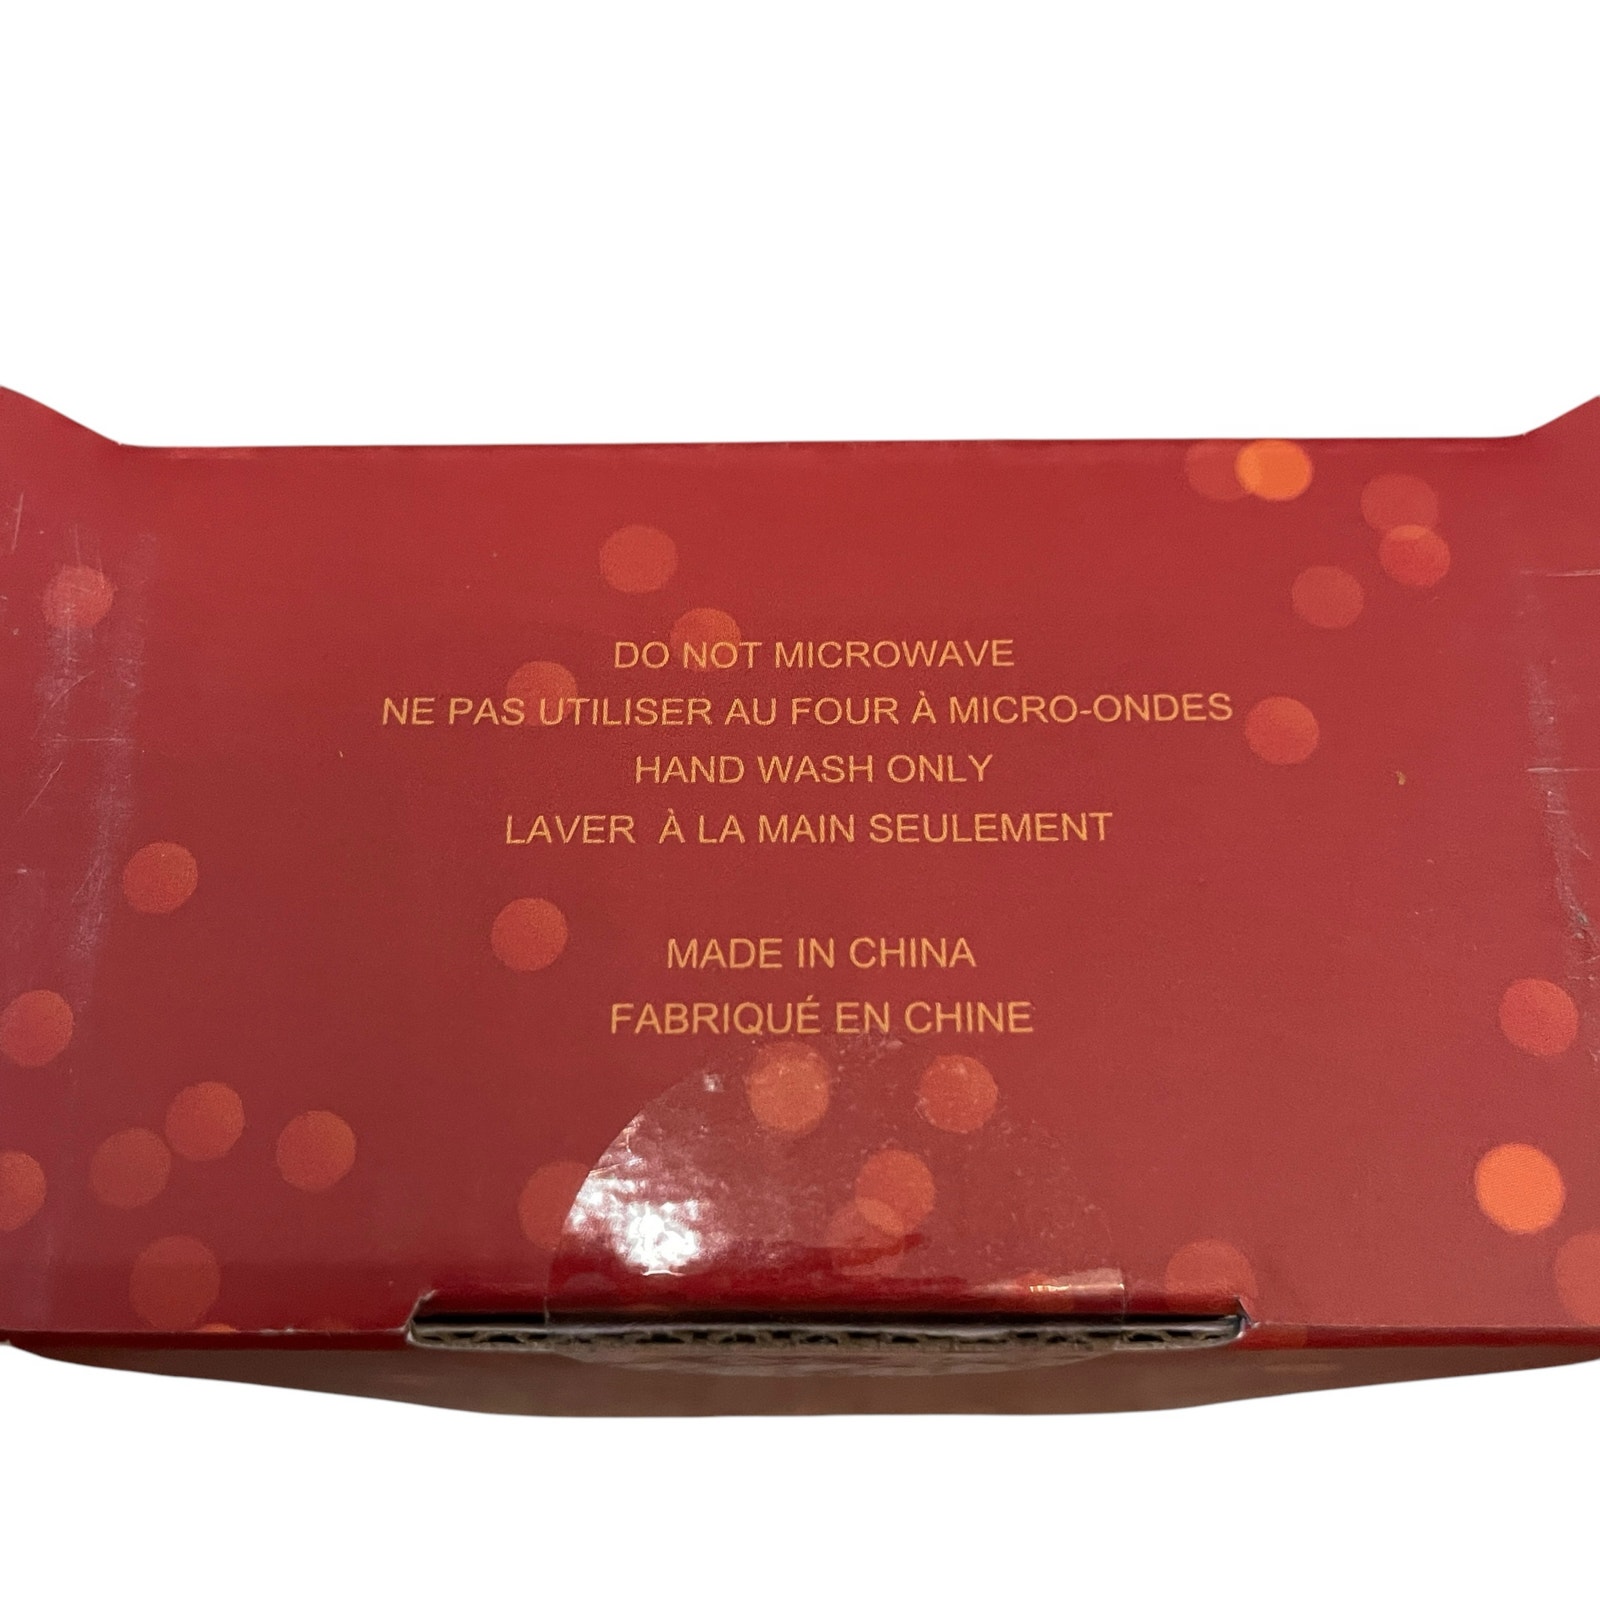 DO NOT MICROWAVE
NE PAS UTILISER AU FOUR À MICRO-ONDES
HAND WASH ONLY
LAVER À LA MAIN SEULEMENT
MADE IN CHINA
FABRIQUÉ EN CHINE